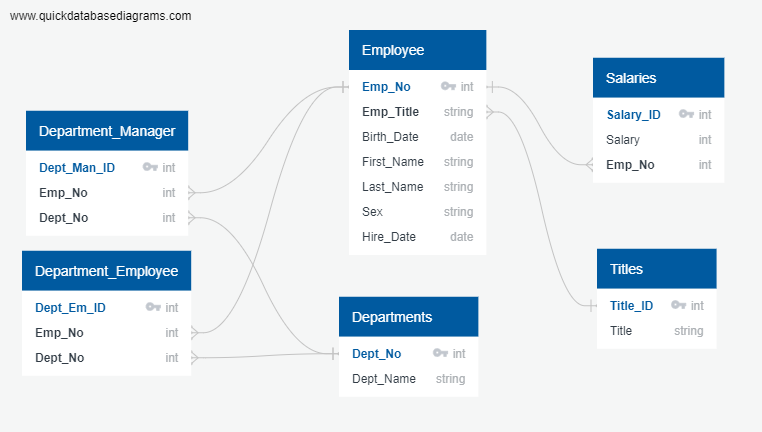 www.quickdatabasediagrams.com
Employee
Emp_No int
Emp_Title string
Birth_Date date
First_Name string
Last_Name string
Sex string
Hire_Date date
Salaries
Salary_ID int
Salary int
Emp_No int
Department_Manager
Dept_Man_ID int
Emp_No int
Dept_No int
Department_Employee
Dept_Em_ID int
Emp_No int
Dept_No int
Departments
Dept_No int
Dept_Name string
Titles
Title_ID int
Title string